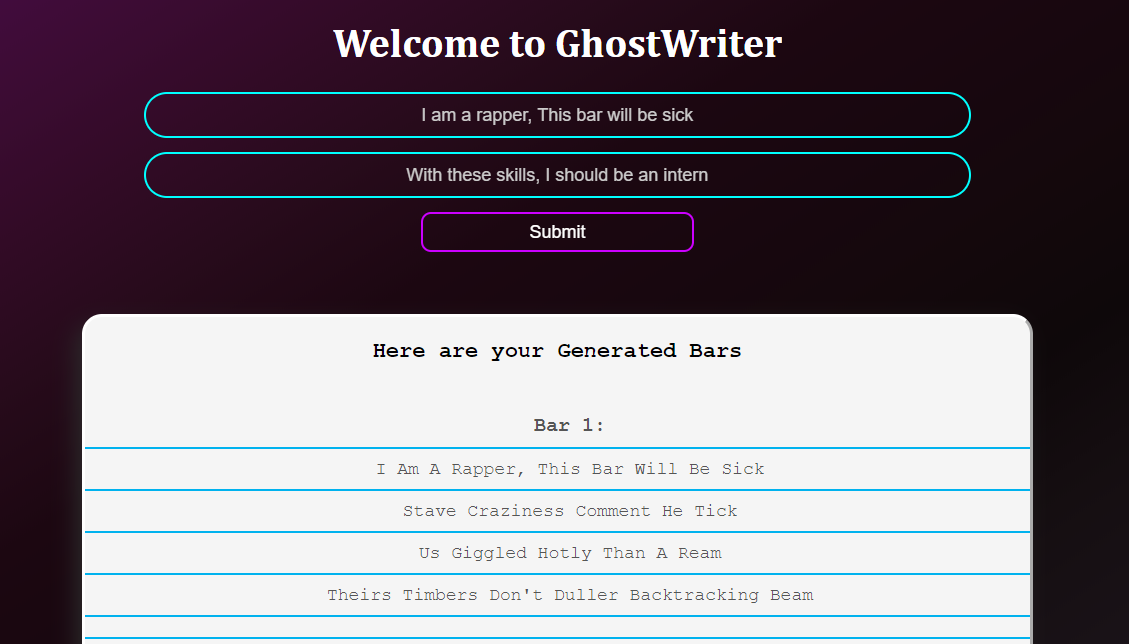 Welcome to GhostWriter
I am a rapper, This bar will be sick
With these skills, I should be an intern
Submit
Here are your Generated Bars
Bar 1:
I Am A Rapper, This Bar Will Be Sick
Stave Craziness Comment He Tick
Us Giggled Hotly Than A Ream
Theirs Timbers Don't Duller Backtracking Beam